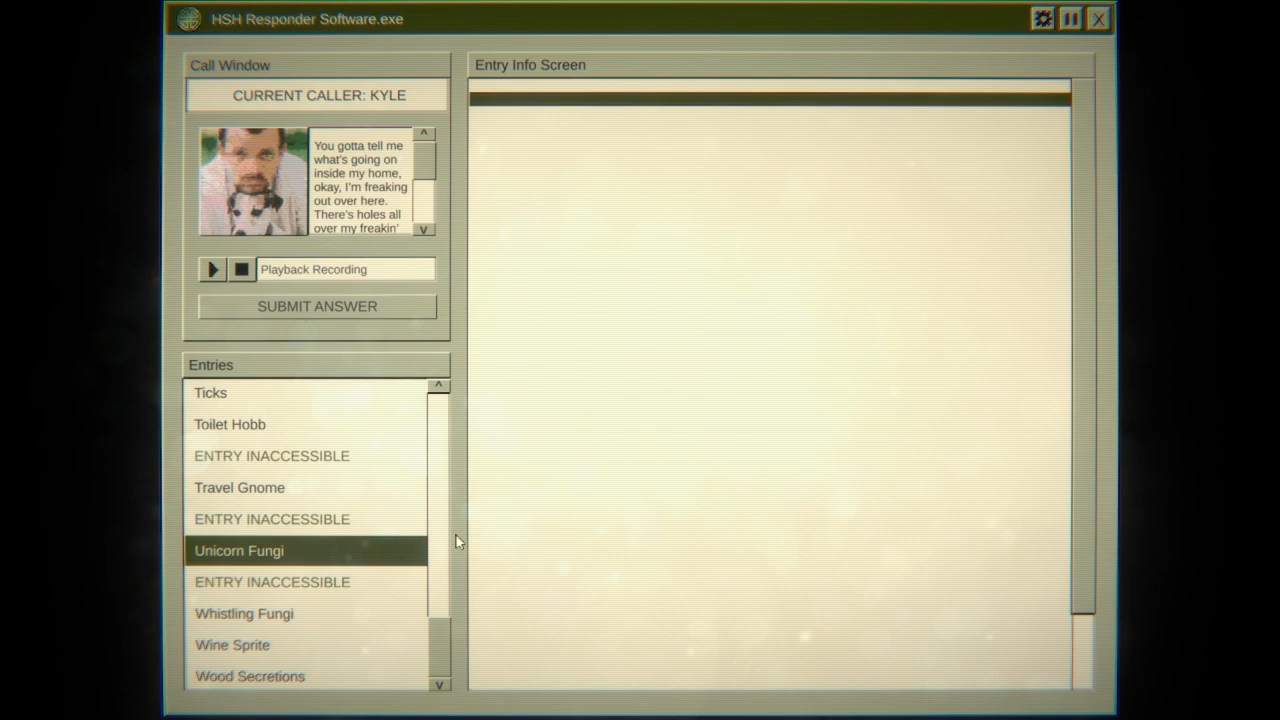 HSH Responder Software.exe
X
Call Window
CURRENT CALLER: KYLE
You gotta tell me
what's going on
inside my home,
okay, I'm freaking
out over here.
There's holes all
over my freakin'
Playback Recording
SUBMIT ANSWER
Entries
Ticks
Toilet Hobb
ENTRY INACCESSIBLE
Travel Gnome
ENTRY INACCESSIBLE
Unicorn Fungi
ENTRY INACCESSIBLE
Whistling Fungi
Wine Sprite
Wood Secretions
Entry Info Screen